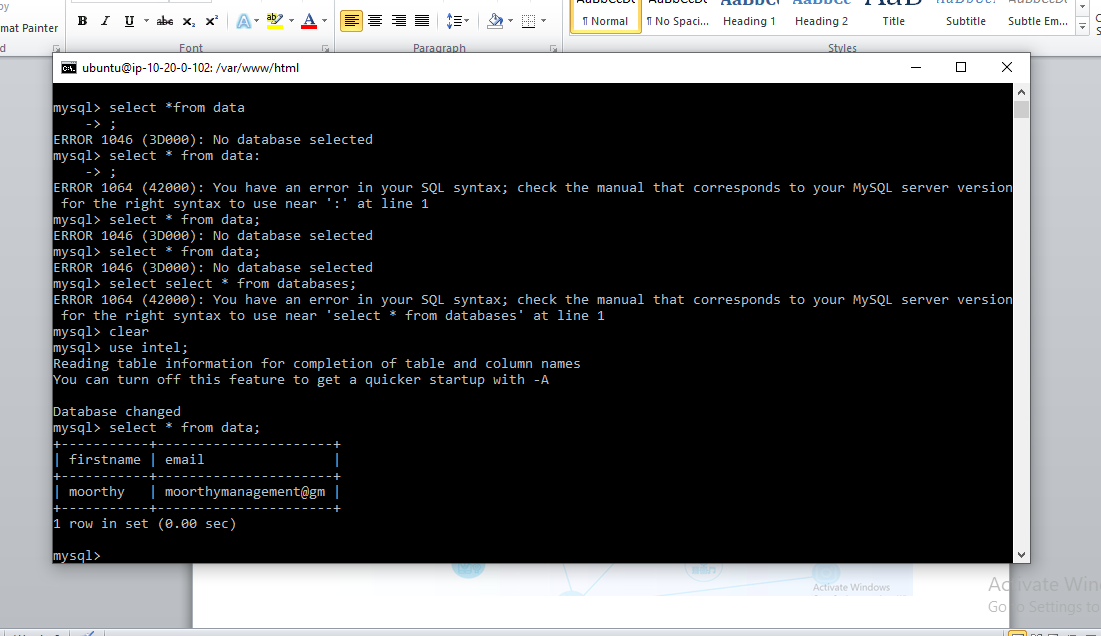 mat Painter
B I U abc X₂ X² A ab A
¶ Normal ¶ No Spaci... Heading 1 Heading 2 Title Subtitle Subtle Em...
Font Paragraph Styles
ubuntu@ip-10-20-0-102: /var/www/html
mysql> select *from data
    -> ;
ERROR 1046 (3D000): No database selected
mysql> select * from data:
    -> ;
ERROR 1064 (42000): You have an error in your SQL syntax; check the manual that corresponds to your MySQL server version
 for the right syntax to use near ':' at line 1
mysql> select * from data;
ERROR 1046 (3D000): No database selected
mysql> select * from data;
ERROR 1046 (3D000): No database selected
mysql> select select * from databases;
ERROR 1064 (42000): You have an error in your SQL syntax; check the manual that corresponds to your MySQL server version
 for the right syntax to use near 'select * from databases' at line 1
mysql> clear
mysql> use intel;
Reading table information for completion of table and column names
You can turn off this feature to get a quicker startup with -A
Database changed
mysql> select * from data;
+-----------+----------------------+
| firstname | email                |
+-----------+----------------------+
| moorthy   | moorthymanagement@gm |
+-----------+----------------------+
1 row in set (0.00 sec)
mysql>
Activate Windows
Activate Win
Go to Settings to